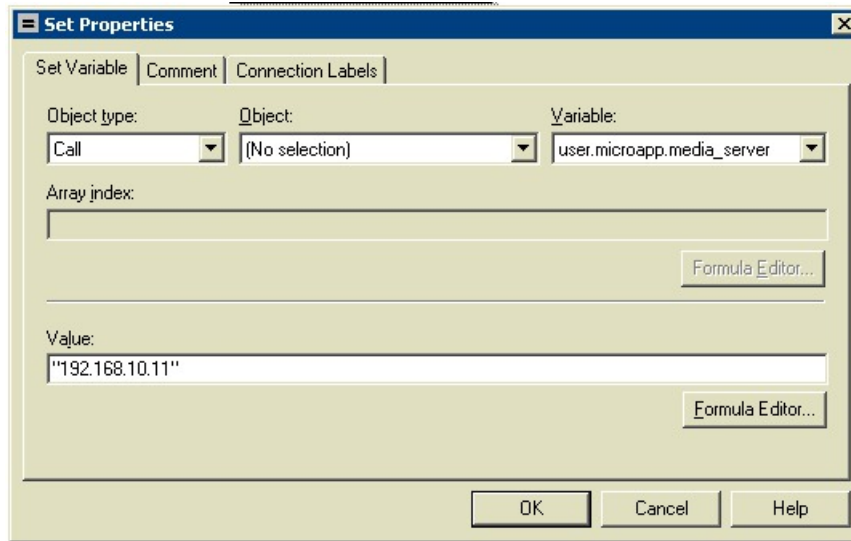 Set Properties
Set Variable Comment Connection Labels
Object type: Object: Variable:
Call (No selection) user.microapp.media_server
Array index:
Formula Editor...
Value:
"192.168.10.11"
Formula Editor...
OK Cancel Help